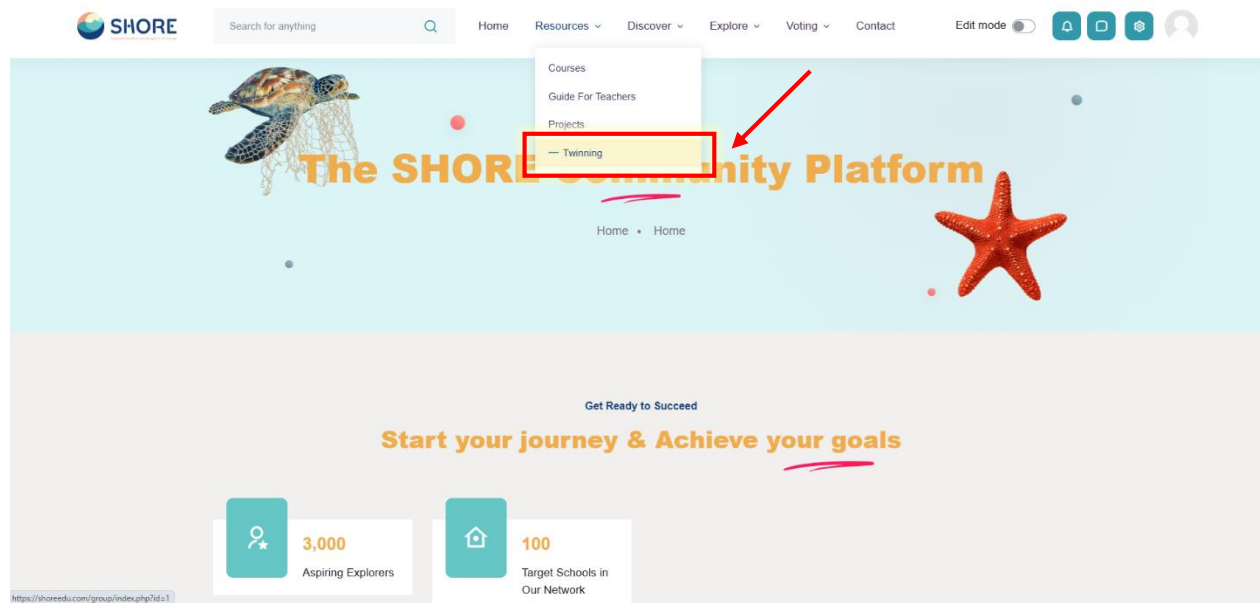 SHORE
Search for anything
Home
Resources
Discover
Explore
Voting
Contact
Edit mode
Courses
Guide For Teachers
Projects
— Twinning
The SHORE Community Platform
Home • Home
Get Ready to Succeed
Start your journey & Achieve your goals
3,000
Aspiring Explorers
100
Target Schools in
Our Network
https://shoreedu.com/group/index.php?id=1